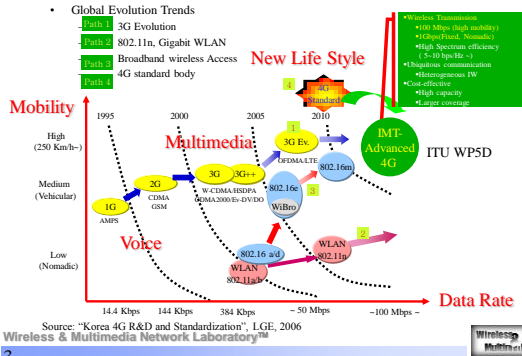 • Global Evolution Trends
–Path 1 3G Evolution
–Path 2 802.11n, Gigabit WLAN
–Path 3 Broadband wireless Access
–Path 4 4G standard body
•Wireless Transmission
•100 Mbps (high mobility)
•1Gbps(Fixed, Nomadic)
•High Spectrum efficiency
( 5~10 bps/Hz ~)
•Ubiquitous communication
•Heterogeneous IW
•Cost-effective
•High capacity
•Larger coverage
New Life Style
4
4G
Standard
Mobility
1995
2000
2005
2010
High
(250 Km/h~)
Multimedia
1
3G Ev.
OFDMA/LTE
IMT-
Advanced
4G
ITU WP5D
802.16m
Medium
(Vehicular)
1G
AMPS
2G
CDMA
GSM
3G
3G++
W-CDMA/HSDPA
CDMA2000/Ev-DV/DO
802.16e
WiBro
3
Voice
Low
(Nomadic)
802.16 a/d
WLAN
802.11a/b
WLAN
802.11n
2
Data Rate
14.4 Kbps
144 Kbps
384 Kbps
~ 50 Mbps
~100 Mbps ~
Source: “Korea 4G R&D and Standardization”, LGE, 2006
Wireless & Multimedia Network Laboratory™
Wireless
3